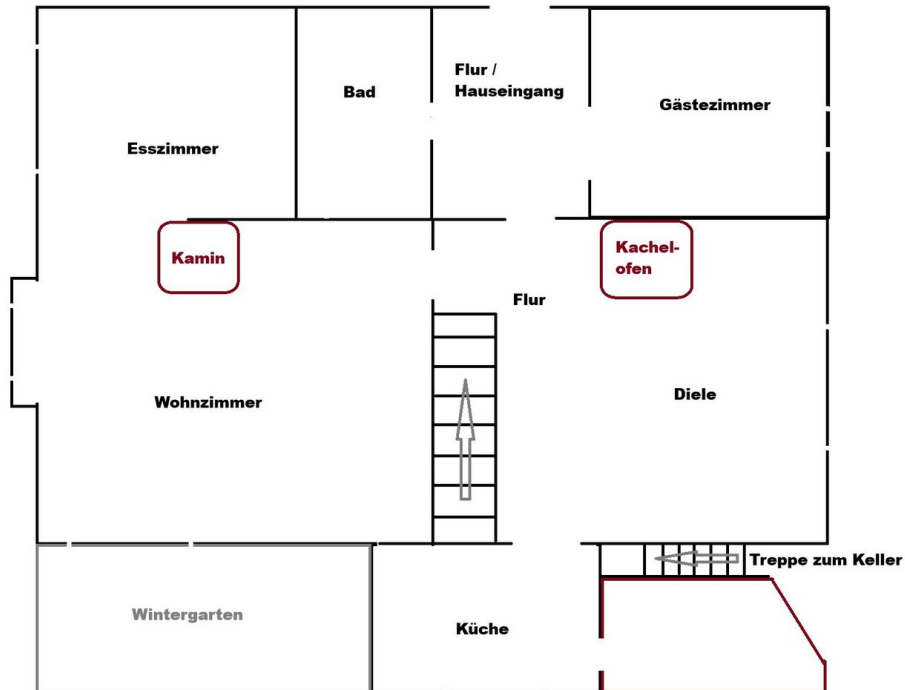 Flur /
Hauseingang
Bad
Gästezimmer
Esszimmer
Kamin
Kachel-
ofen
Flur
Wohnzimmer
Diele
Treppe zum Keller
Wintergarten
Küche